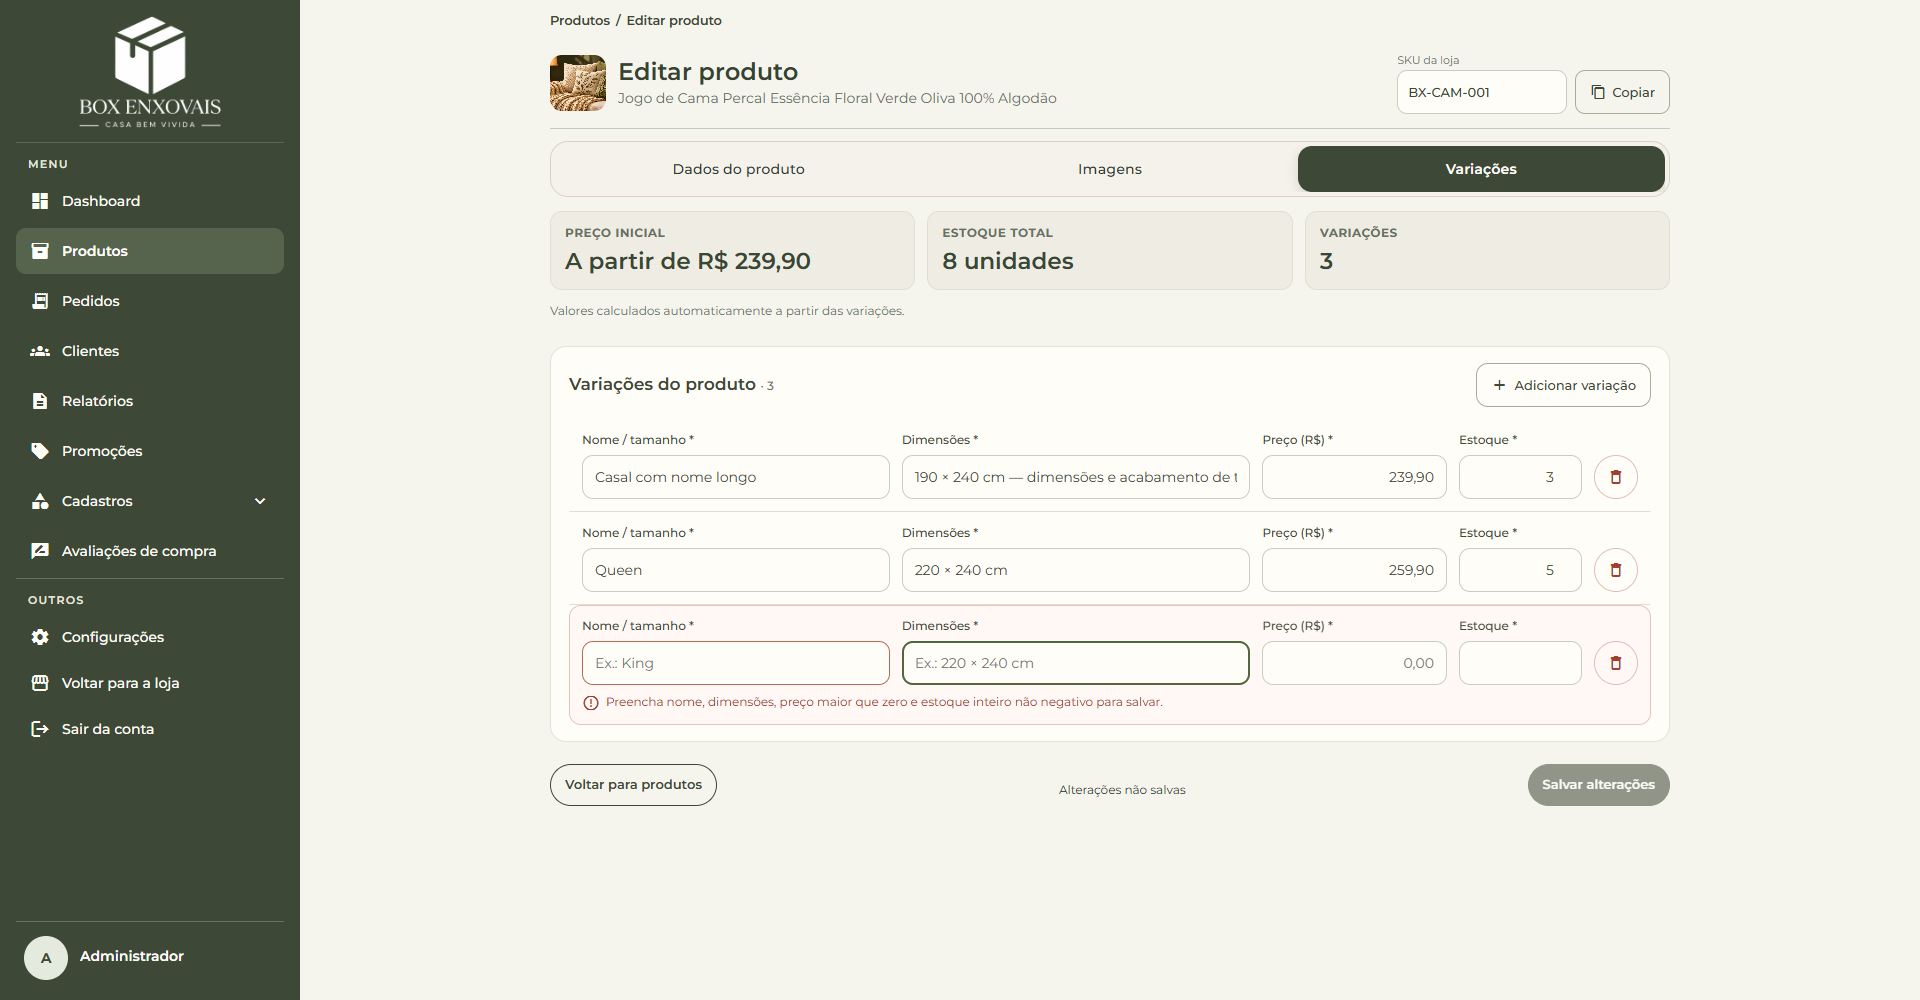 BOX ENXOVAIS
CASA BEM VIVIDA
MENU
Dashboard
Produtos
Pedidos
Clientes
Relatórios
Promoções
Cadastros
Avaliações de compra
OUTROS
Configurações
Voltar para a loja
Sair da conta
A
Administrador
Produtos / Editar produto
Editar produto
Jogo de Cama Percal Essência Floral Verde Oliva 100% Algodão
SKU da loja
BX-CAM-001
Copiar
Dados do produto
Imagens
Variações
PREÇO INICIAL
A partir de R$ 239,90
ESTOQUE TOTAL
8 unidades
VARIAÇÕES
3
Valores calculados automaticamente a partir das variações.
Variações do produto · 3
+ Adicionar variação
Nome / tamanho * Dimensões * Preço (R$) * Estoque *
Casal com nome longo 190 × 240 cm — dimensões e acabamento de 239,90 3
Nome / tamanho * Dimensões * Preço (R$) * Estoque *
Queen 220 × 240 cm 259,90 5
Nome / tamanho * Dimensões * Preço (R$) * Estoque *
Ex.: King Ex.: 220 × 240 cm 0,00
Preencha nome, dimensões, preço maior que zero e estoque inteiro não negativo para salvar.
Voltar para produtos
Alterações não salvas
Salvar alterações